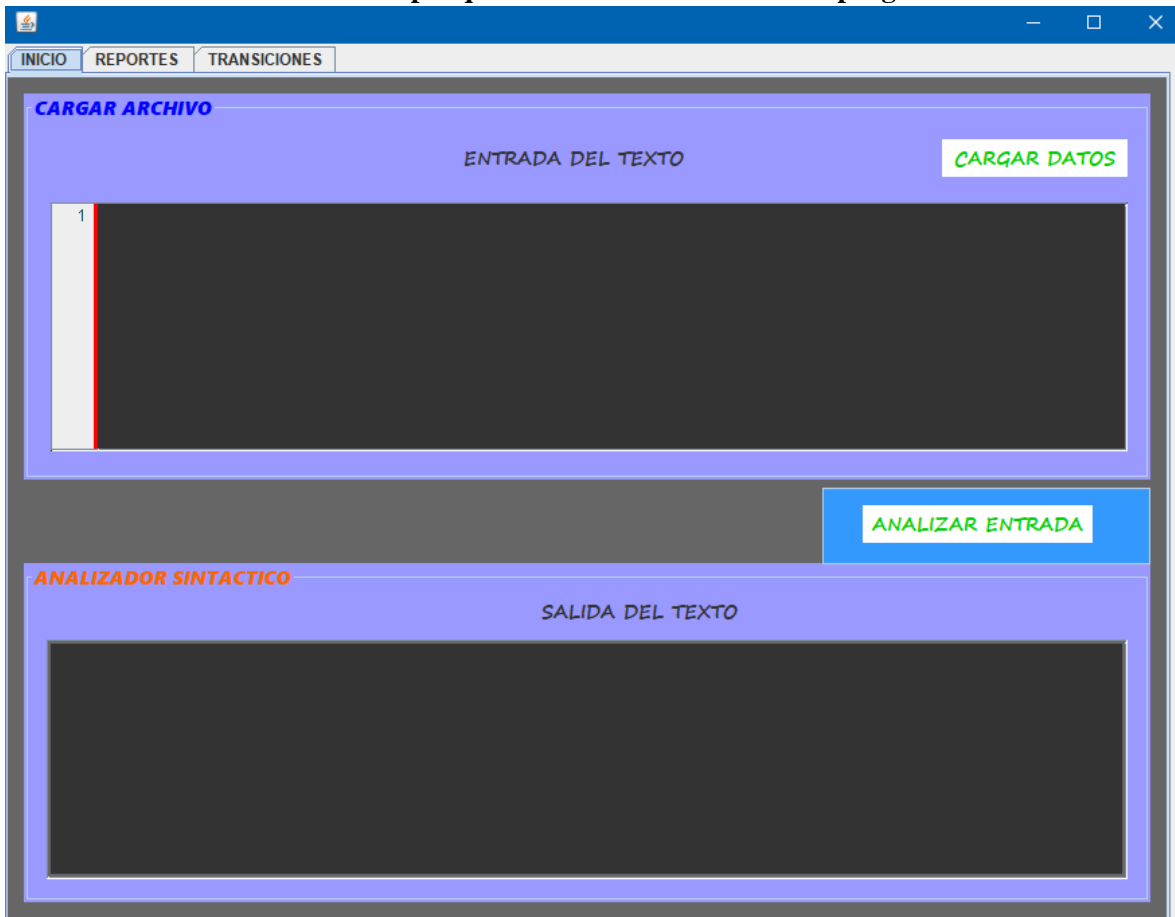 INICIO REPORTES TRANSICIONES
CARGAR ARCHIVO
ENTRADA DEL TEXTO CARGAR DATOS
1
ANALIZAR ENTRADA
ANALIZADOR SINTACTICO
SALIDA DEL TEXTO